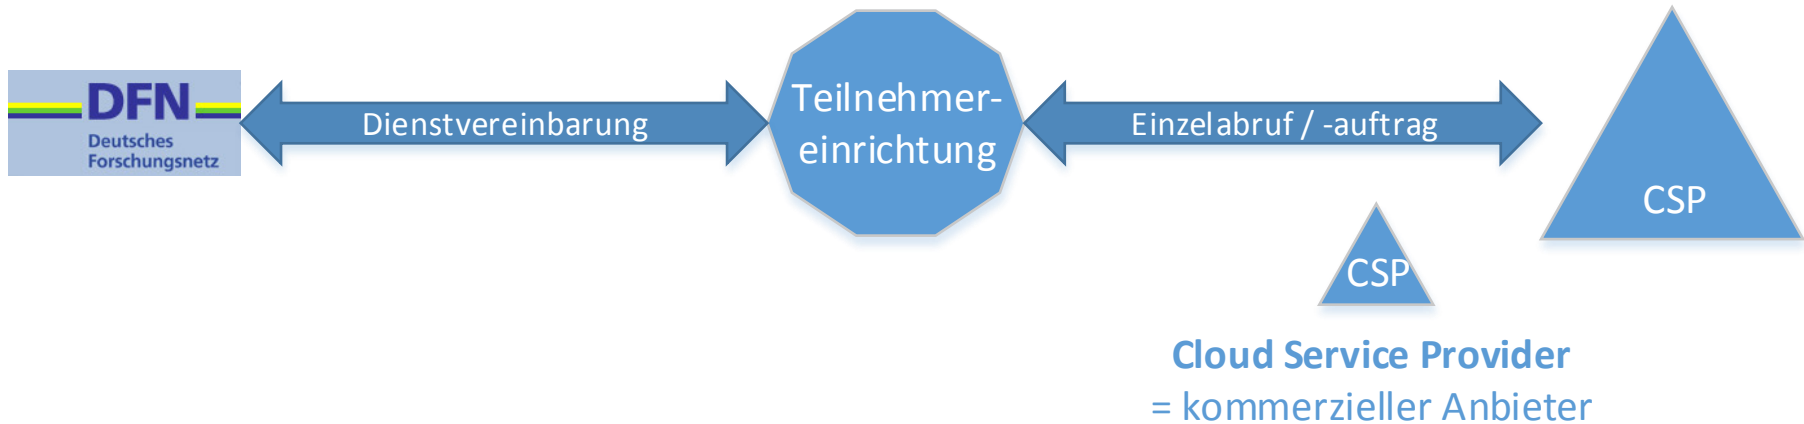 DFN
Deutsches
Forschungsnetz
Dienstvereinbarung
Teilnehmer-
einrichtung
Einzelabruf / -auftrag
CSP
CSP
Cloud Service Provider
= kommerzieller Anbieter